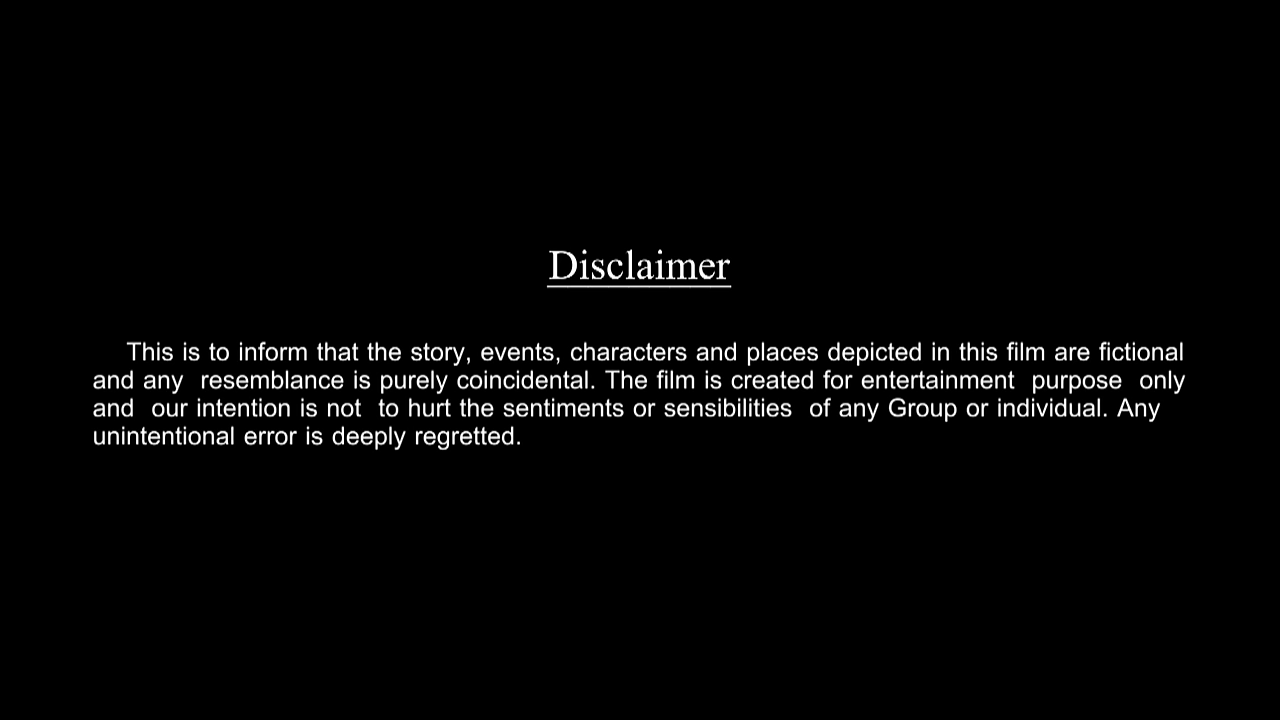 Disclaimer
This is to inform that the story, events, characters and places depicted in this film are fictional
and any resemblance is purely coincidental. The film is created for entertainment purpose only
and our intention is not to hurt the sentiments or sensibilities of any Group or individual. Any
unintentional error is deeply regretted.